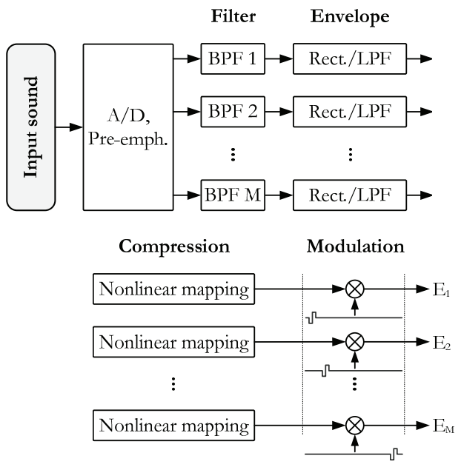 Filter Envelope
Input sound
A/D,
Pre-emph.
BPF 1 Rect./LPF
BPF 2 Rect./LPF
BPF M Rect./LPF
Compression Modulation
Nonlinear mapping E1
Nonlinear mapping E2
Nonlinear mapping EM